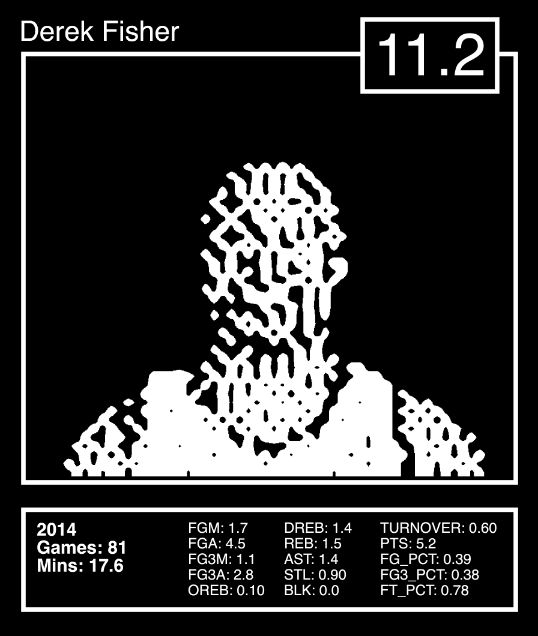 Derek Fisher
11.2
2014
Games: 81
Mins: 17.6
FGM: 1.7
FGA: 4.5
FG3M: 1.1
FG3A: 2.8
OREB: 0.10
DREB: 1.4
REB: 1.5
AST: 1.4
STL: 0.90
BLK: 0.0
TURNOVER: 0.60
PTS: 5.2
FG_PCT: 0.39
FG3_PCT: 0.38
FT_PCT: 0.78